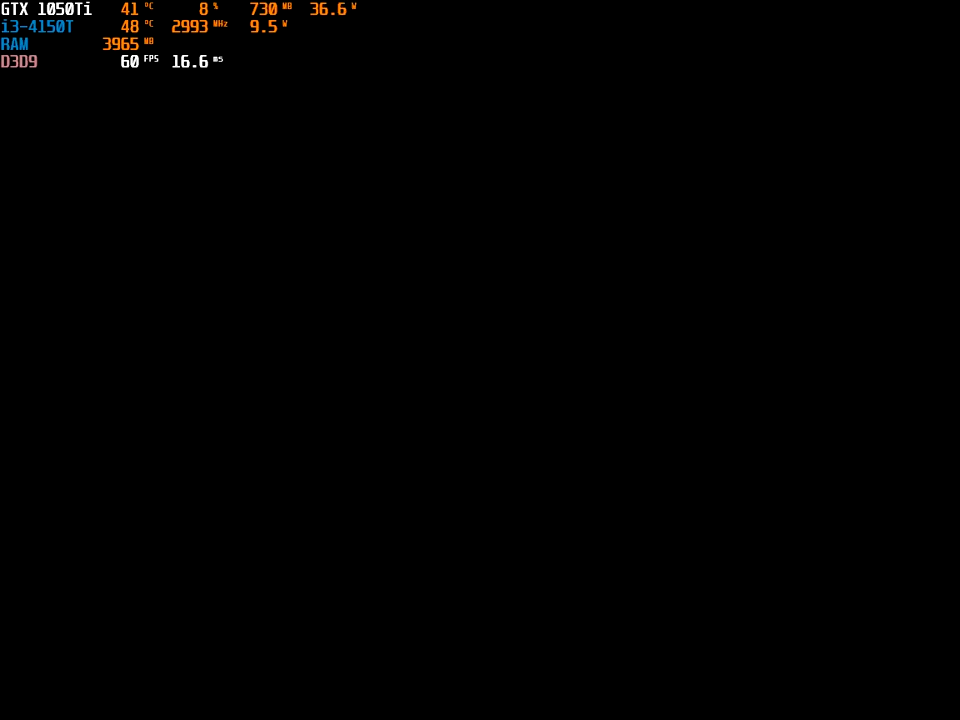 GTX 1050Ti 41 °C 8 % 730 MB 36.6 W
i3-4150T 48 °C 2993 MHz 9.5 W
RAM 3965 MB
D3D9 60 FPS 16.6 ms